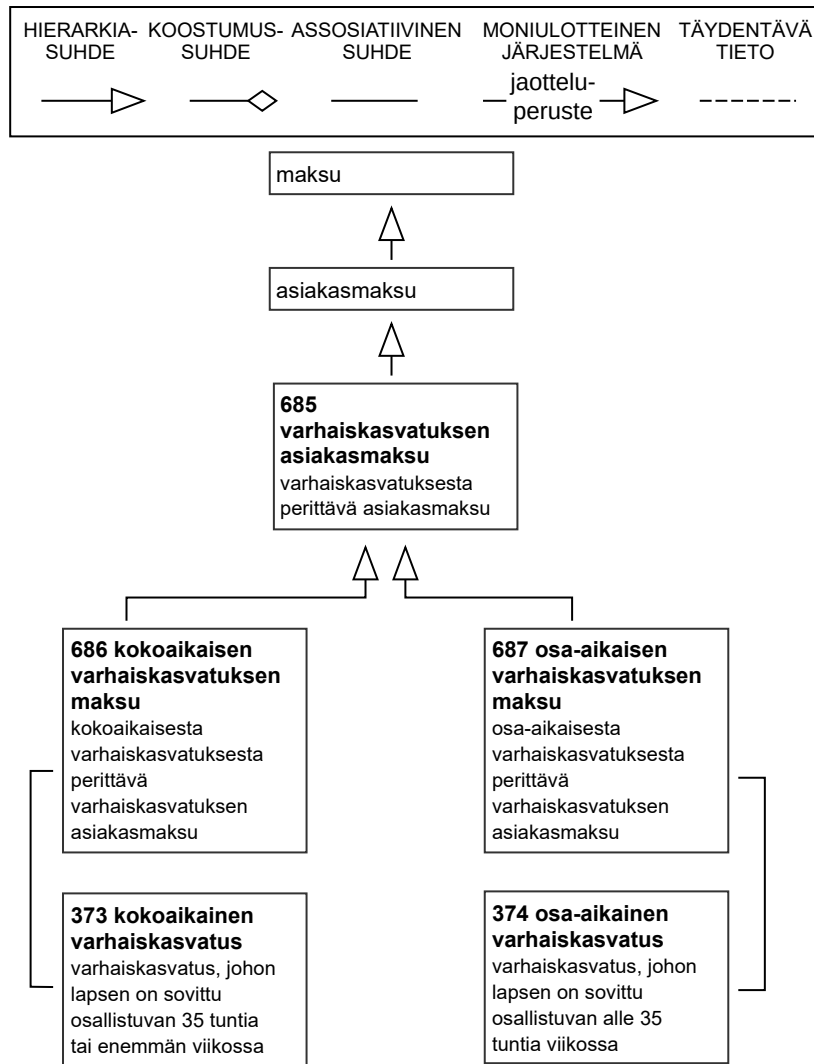 HIERARKIA-
SUHDE
KOOSTUMUS-
SUHDE
ASSOSIATIIVINEN
SUHDE
MONIULOTTEINEN
JÄRJESTELMÄ
jaottelu-
peruste
TÄYDENTÄVÄ
TIETO
maksu
asiakasmaksu
685
varhaiskasvatuksen
asiakasmaksu
varhaiskasvatuksesta
perittävä asiakasmaksu
686 kokoaikaisen
varhaiskasvatuksen
maksu
kokoaikaisesta
varhaiskasvatuksesta
perittävä
varhaiskasvatuksen
asiakasmaksu
687 osa-aikaisen
varhaiskasvatuksen
maksu
osa-aikaisesta
varhaiskasvatuksesta
perittävä
varhaiskasvatuksen
asiakasmaksu
373 kokoaikainen
varhaiskasvatus
varhaiskasvatus, johon
lapsen on sovittu
osallistuvan 35 tuntia
tai enemmän viikossa
374 osa-aikainen
varhaiskasvatus
varhaiskasvatus, johon
lapsen on sovittu
osallistuvan alle 35
tuntia viikossa